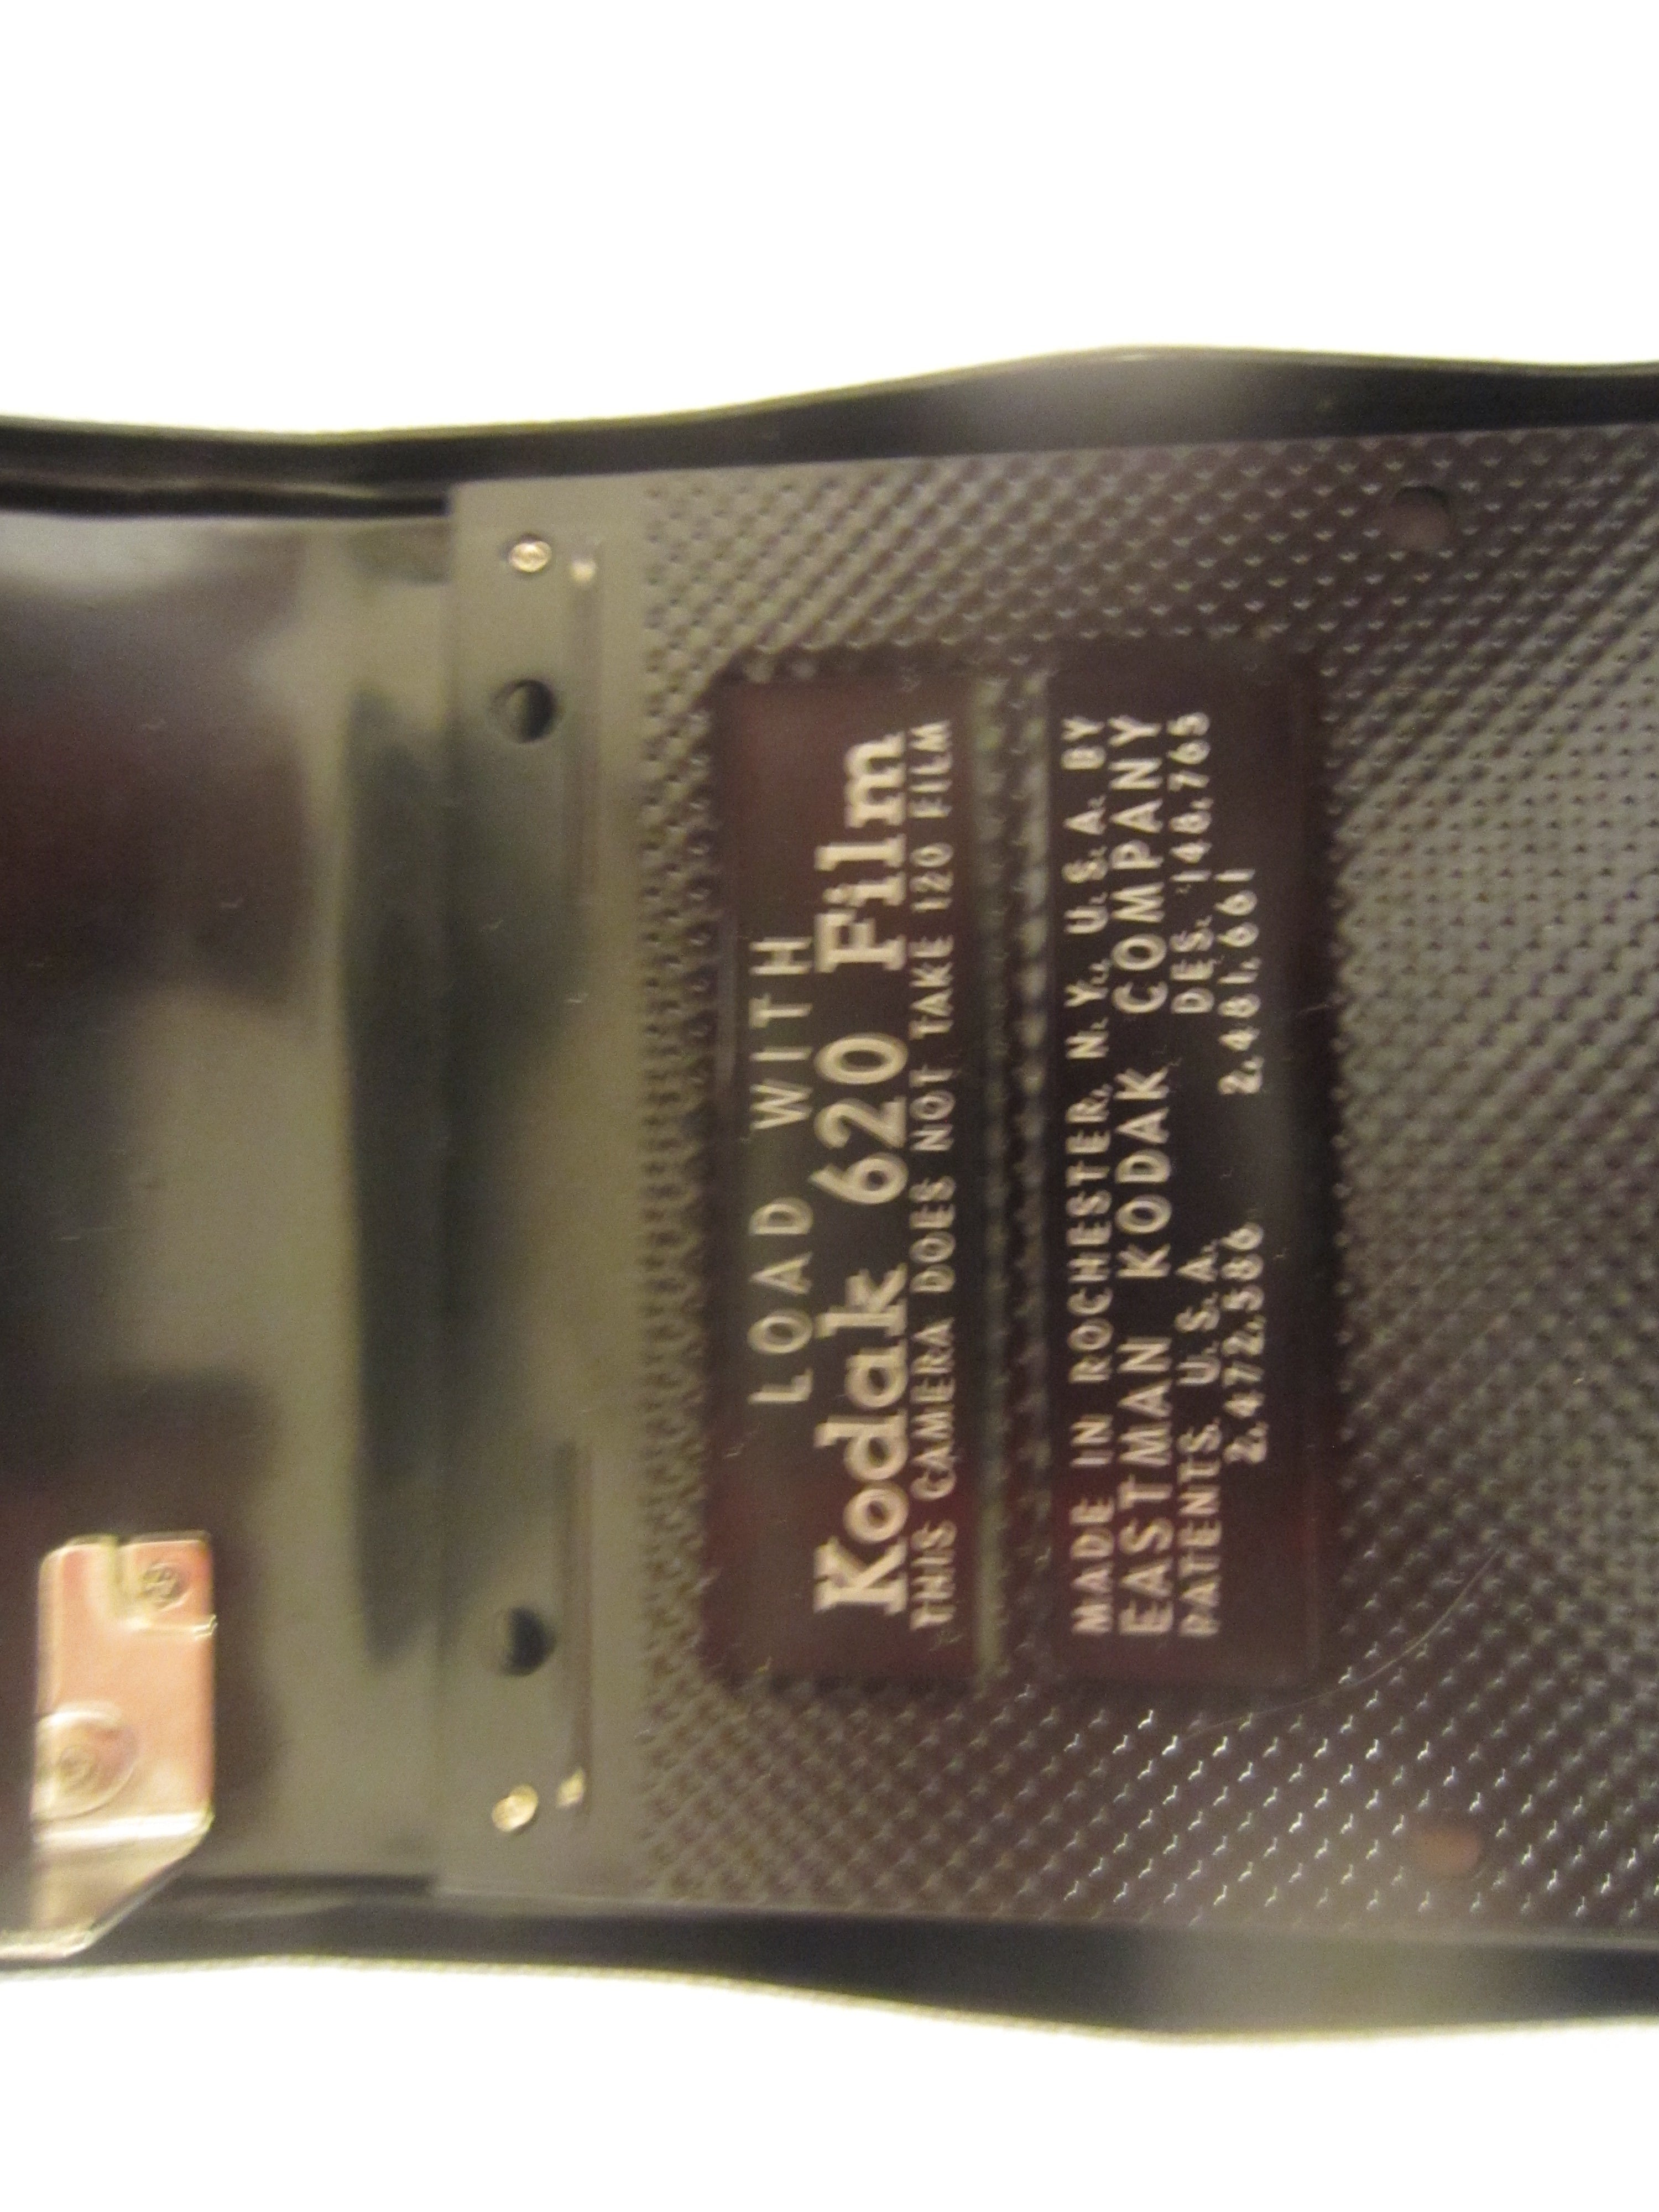 LOAD WITH
Kodak 620 Film
THIS CAMERA DOES NOT TAKE 120 FILM
MADE IN ROCHESTER, N.Y., U.S.A. BY
EASTMAN KODAK COMPANY
PATENTS U.S.A. DES. 148,765
2,472,586 2,481,661